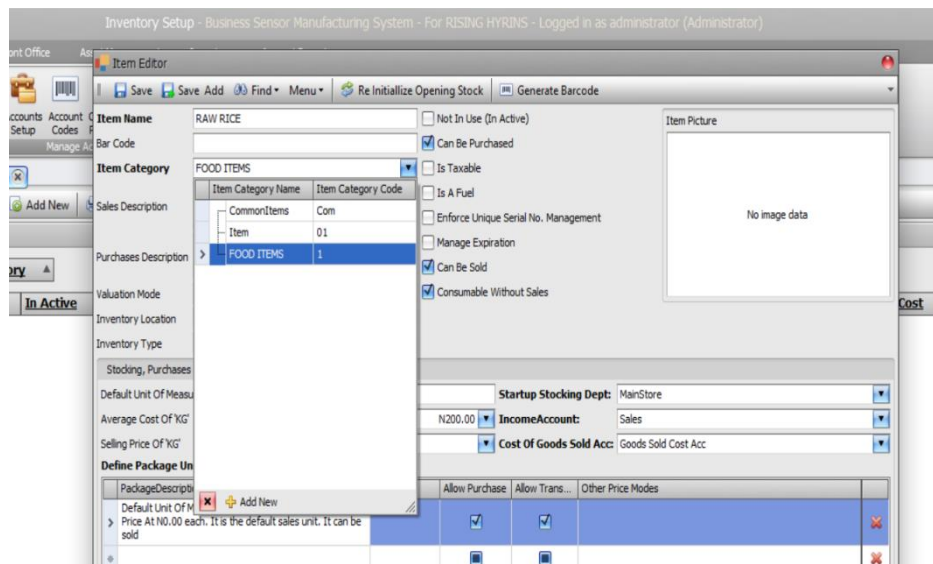 Inventory Setup - Business Sensor Manufacturing System - For RISING HYRINS - Logged in as administrator (Administrator)
ont Office
Item Editor
Save Save Add Find Menu Re Initiallize Opening Stock Generate Barcode
ccounts Account
Setup Codes
Manage Ac
Item Name RAW RICE Not In Use (In Active) Item Picture
Bar Code Can Be Purchased
Item Category FOOD ITEMS Is Taxable
Item Category Name Item Category Code Is A Fuel
Add New Sales Description CommonItems Com Enforce Unique Serial No. Management No image data
Item 01 Manage Expiration
Purchases Description FOOD ITEMS 1 Can Be Sold
ory
In Active Valuation Mode Consumable Without Sales Cost
Inventory Location
Inventory Type
Stocking, Purchases
Default Unit Of Measu Startup Stocking Dept: MainStore
Average Cost Of 'KG' N200.00 IncomeAccount: Sales
Selling Price Of 'KG' Cost Of Goods Sold Acc: Goods Sold Cost Acc
Define Package Un
PackageDescripti Allow Purchase Allow Trans... Other Price Modes
Add New
Default Unit Of M
Price At N0.00 each. It is the default sales unit. It can be
sold